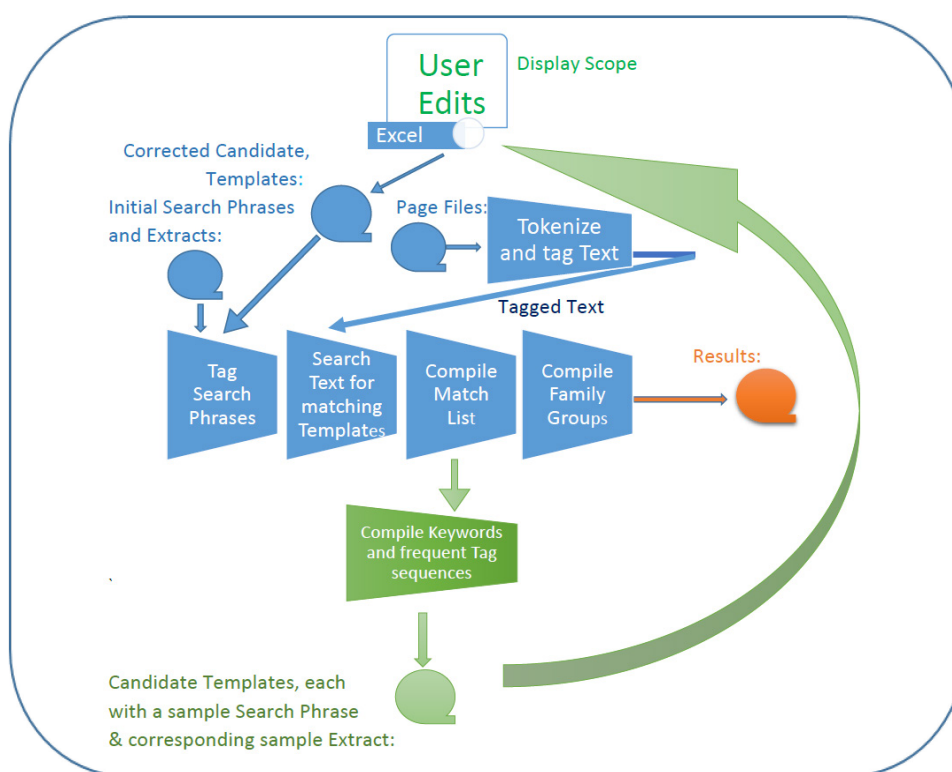 User
Edits
Display Scope
Excel
Corrected Candidate,
Templates:
Initial Search Phrases
and Extracts:
Page Files:
Tokenize
and tag Text
Tagged Text
Tag
Search
Phrases
Search
Text for
matching
Templates
Compile
Match
List
Compile
Family
Groups
Results:
Compile Keywords
and frequent Tag
sequences
Candidate Templates, each
with a sample Search Phrase
& corresponding sample Extract: